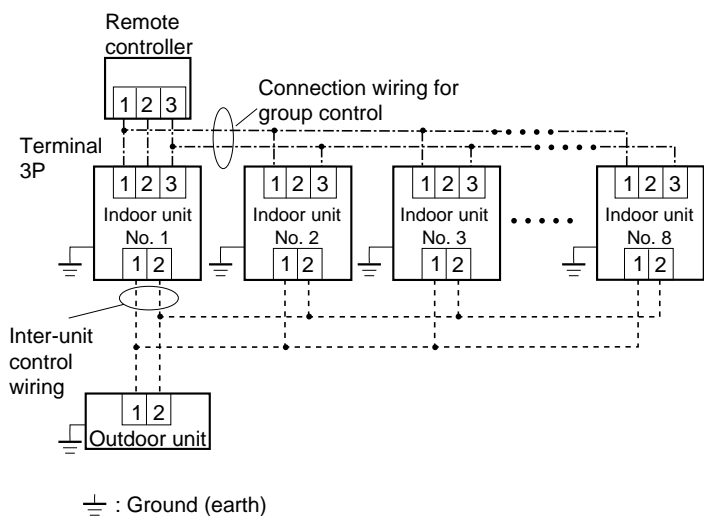 Remote
controller
1 2 3
Connection wiring for
group control
Terminal
3P
1 2 3
Indoor unit
No. 1
1 2
1 2 3
Indoor unit
No. 2
1 2
1 2 3
Indoor unit
No. 3
1 2
1 2 3
Indoor unit
No. 8
1 2
Inter-unit
control
wiring
1 2
Outdoor unit
: Ground (earth)